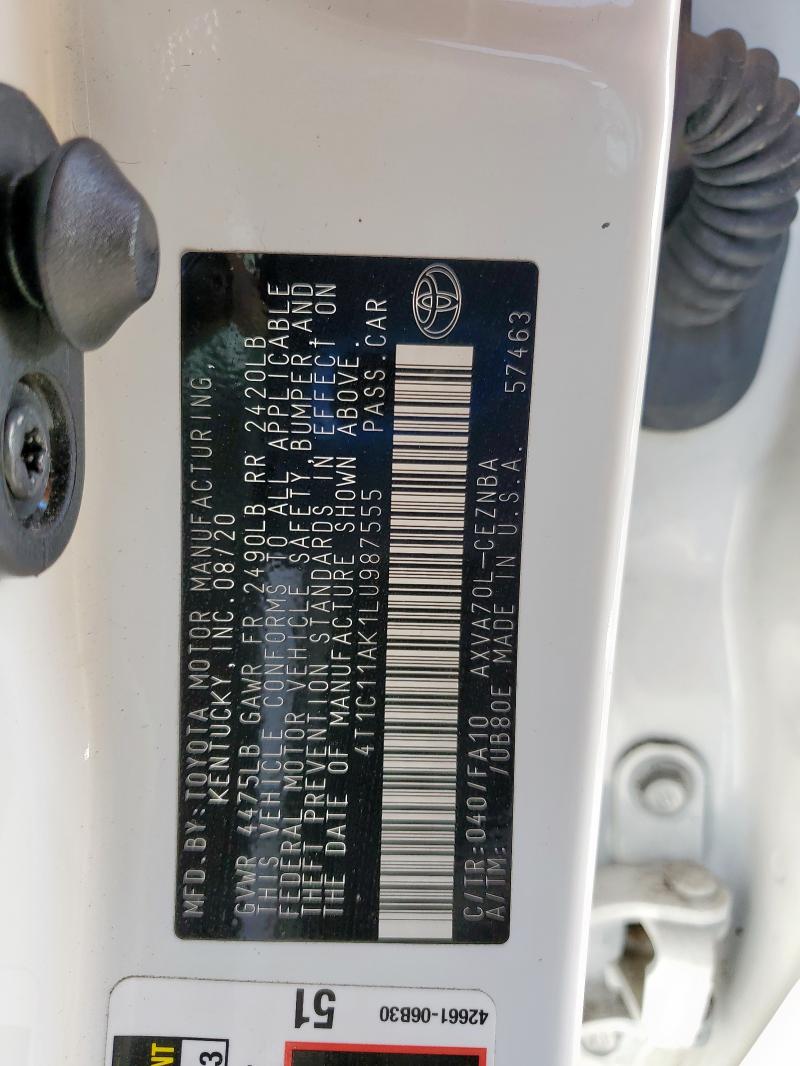 MFD.BY:TOYOTA MOTOR MANUFACTURING,
KENTUCKY, INC. 08/20
GVWR 4475LB GAWR FR 2490LB RR 2420LB
THIS VEHICLE CONFORMS TO ALL APPLICABLE
FEDERAL MOTOR VEHICLE SAFETY, BUMPER, AND
THEFT PREVENTION STANDARDS IN EFFECT ON
THE DATE OF MANUFACTURE SHOWN ABOVE.
4T1C11AK1LU987555 PASS.CAR
C/TR:040/FA10 AXVA70L-CEZNBA
A/TM: /UB80E MADE IN U.S.A. 57463
51
42661-06B30
NT
3